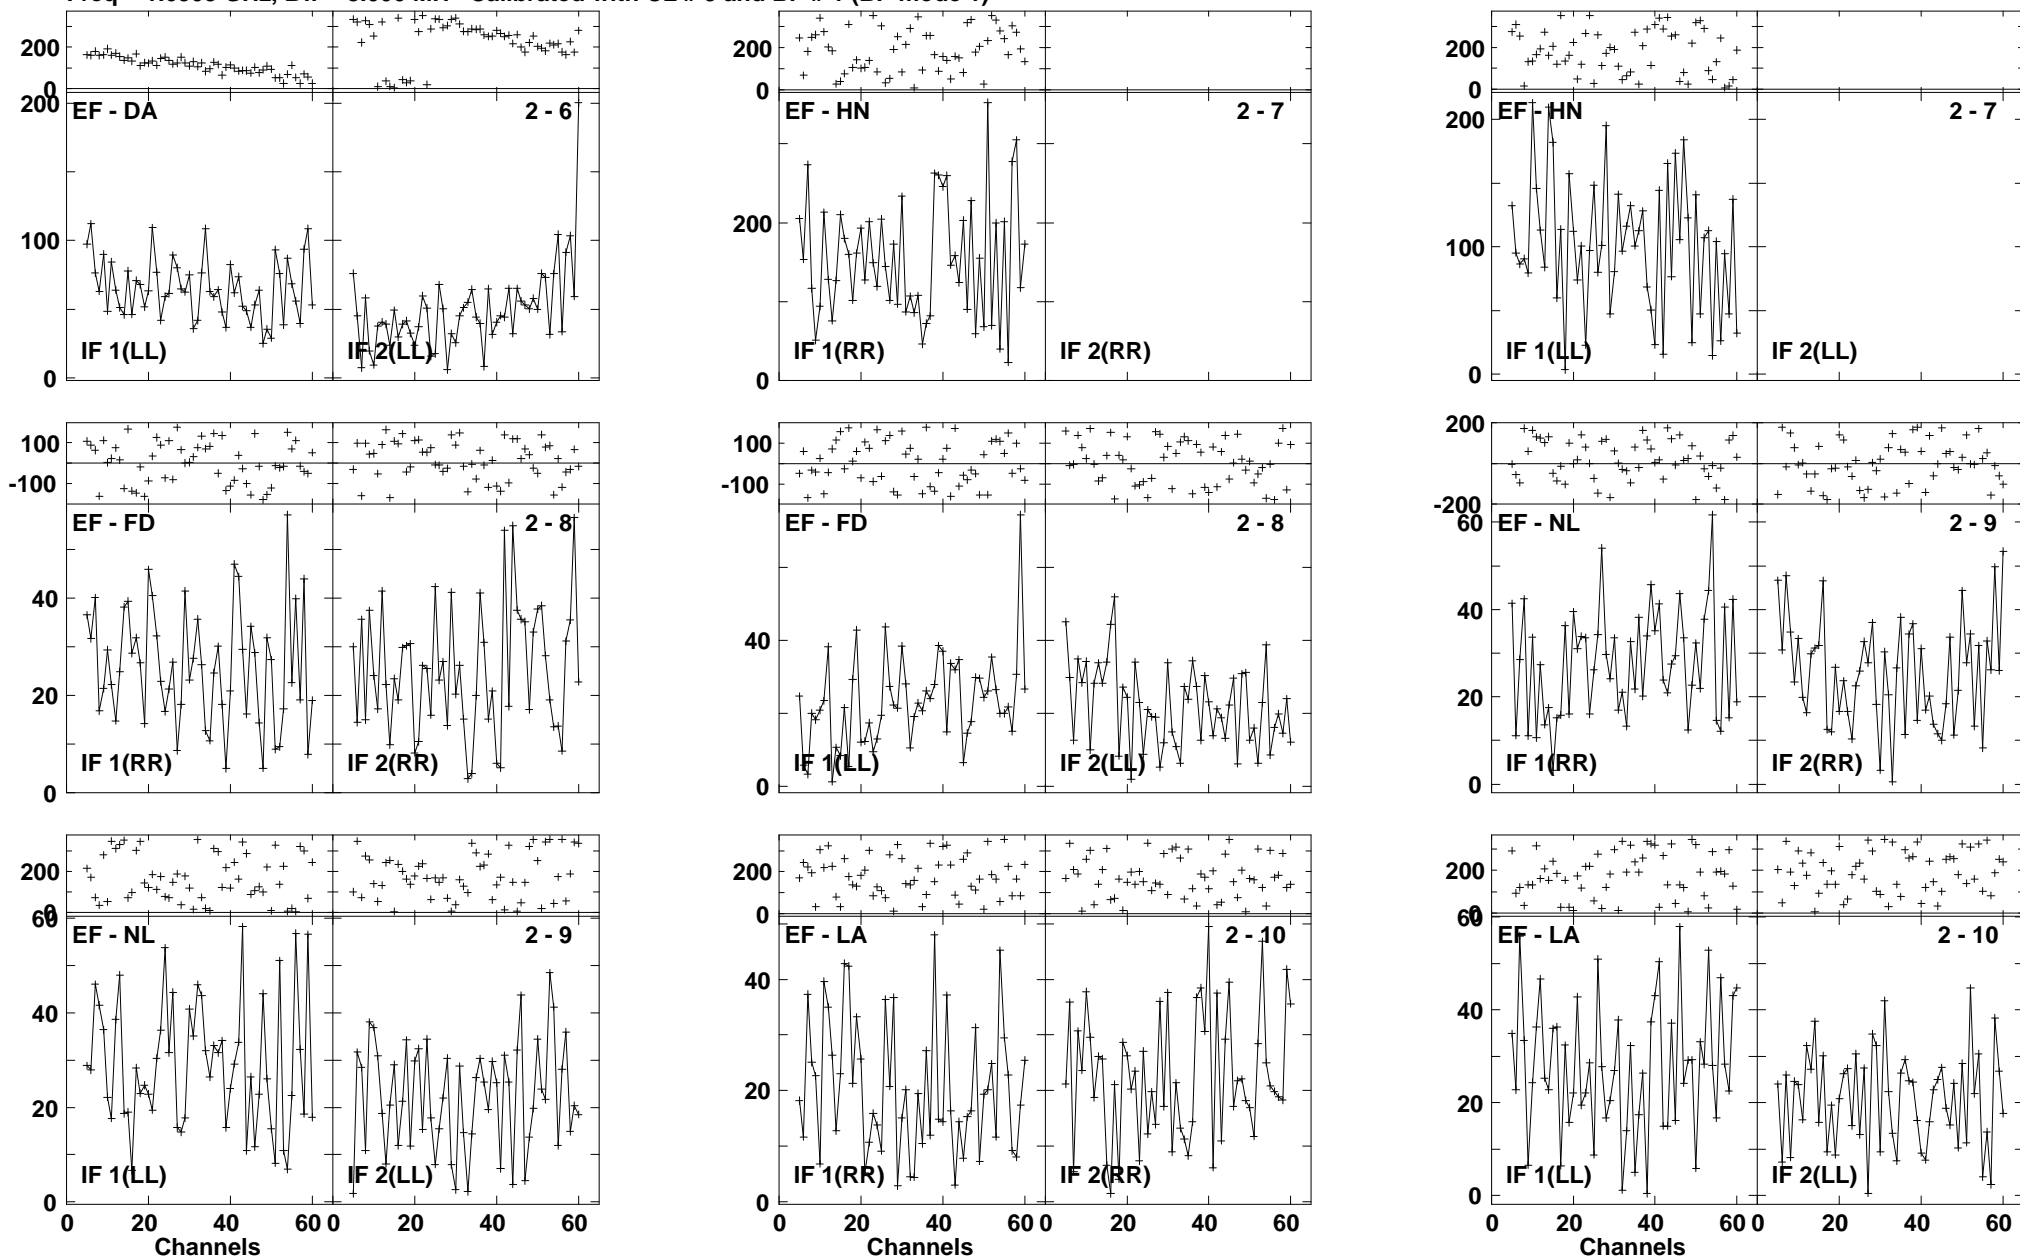 200
0
200
100
0
EF - DA
2 - 6
IF 1(LL)
IF 2(LL)
200
0
200
0
EF - HN
2 - 7
IF 1(RR)
IF 2(RR)
200
0
200
100
0
EF - HN
2 - 7
IF 1(LL)
IF 2(LL)
100
-100
40
20
0
EF - FD
2 - 8
IF 1(RR)
IF 2(RR)
100
-100
40
0
EF - FD
2 - 8
IF 1(LL)
IF 2(LL)
200
-200
60
40
20
0
EF - NL
2 - 9
IF 1(RR)
IF 2(RR)
200
0
60
40
20
0
EF - NL
2 - 9
IF 1(LL)
IF 2(LL)
0 20 40 60 20 40 60
Channels
200
0
40
20
0
EF - LA
2 - 10
IF 1(RR)
IF 2(RR)
0 20 40 60 0 20 40 60
Channels
200
0
60
40
20
0
EF - LA
2 - 10
IF 1(LL)
IF 2(LL)
0 20 40 60 20 40 60
Channels